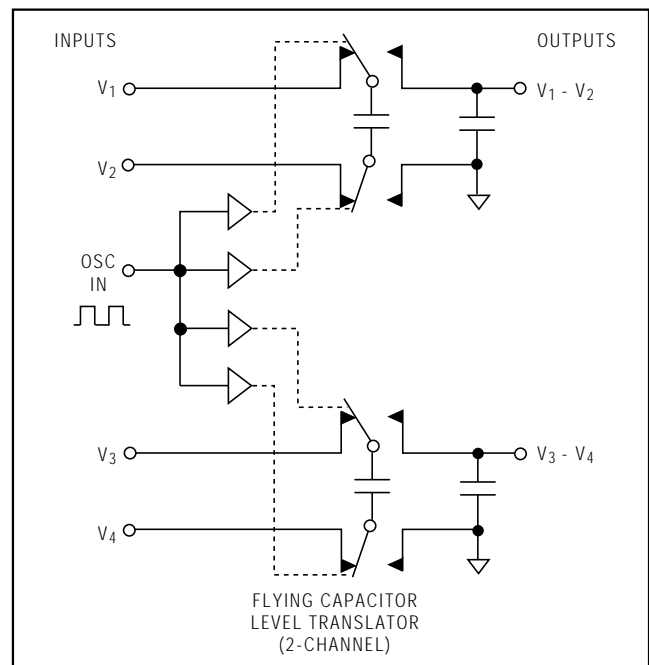 INPUTS
OUTPUTS
V1
V1 - V2
V2
OSC
IN
V3
V3 - V4
V4
FLYING CAPACITOR
LEVEL TRANSLATOR
(2-CHANNEL)